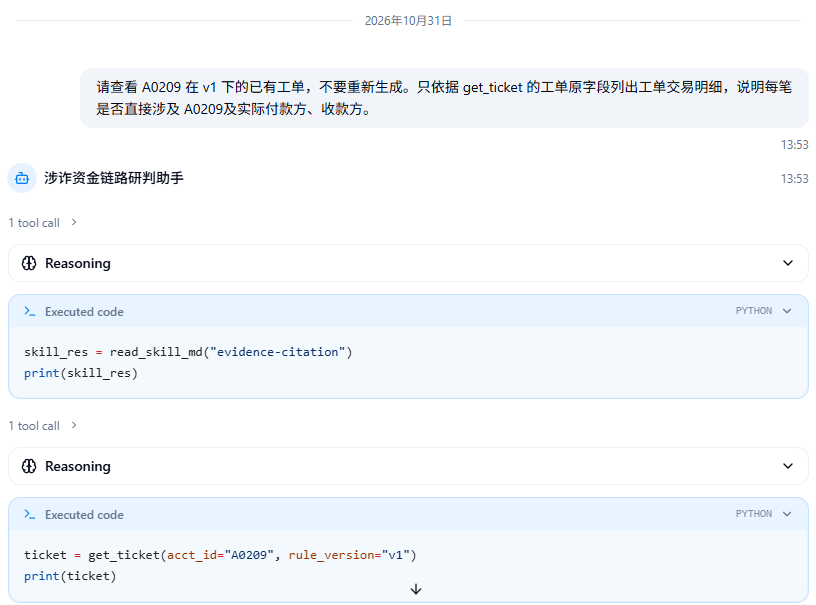 2026年10月31日
请查看 A0209 在 v1 下的已有工单，不要重新生成。只依据 get_ticket 的工单原字段列出工单交易明细，说明每笔
是否直接涉及 A0209及实际付款方、收款方。
13:53
涉诈资金链路研判助手
13:53
1 tool call
Reasoning
Executed code
PYTHON
skill_res = read_skill_md("evidence-citation")
print(skill_res)
1 tool call
Reasoning
Executed code
PYTHON
ticket = get_ticket(acct_id="A0209", rule_version="v1")
print(ticket)